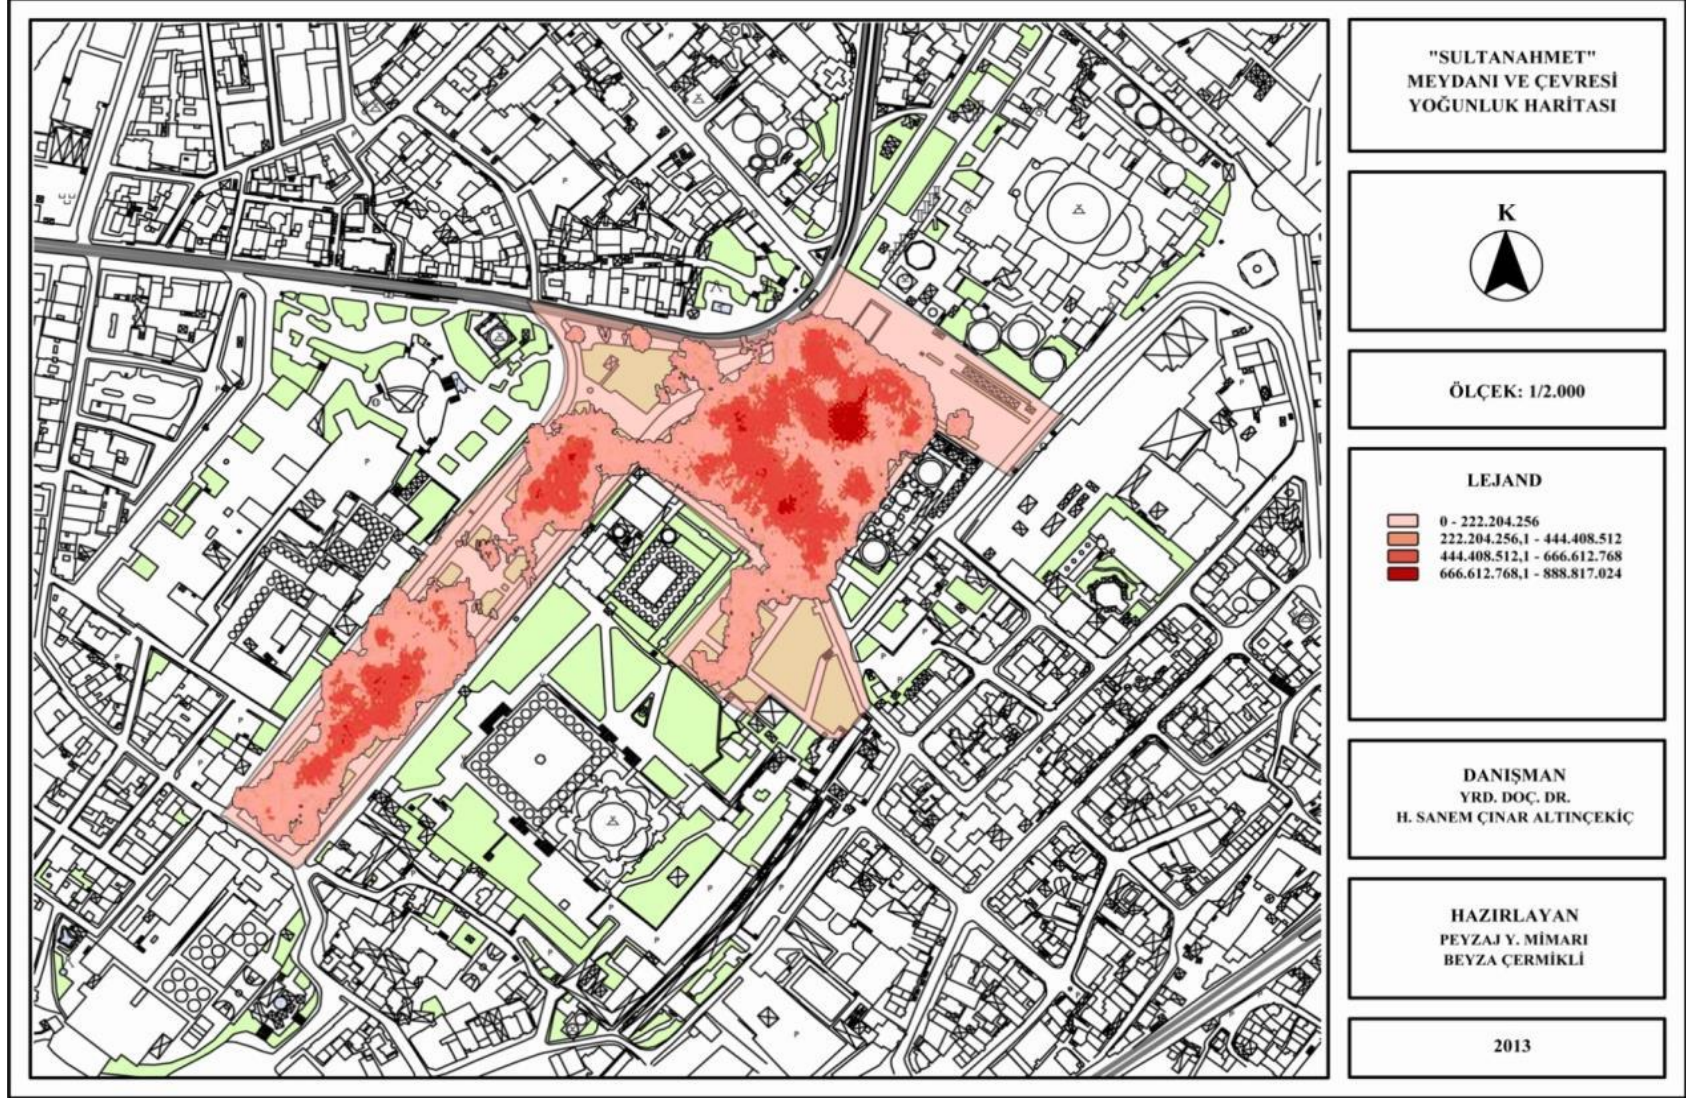 "SULTANAHMET"
MEYDANI VE ÇEVRESİ
YOĞUNLUK HARİTASI
K
ÖLÇEK: 1/2.000
LEJAND
0 - 222.204.256
222.204.256,1 - 444.408.512
444.408.512,1 - 666.612.768
666.612.768,1 - 888.817.024
DANIŞMAN
YRD. DOÇ. DR.
H. SANEM ÇINAR ALTINÇEKİÇ
HAZIRLAYAN
PEYZAJ Y. MİMARI
BEYZA ÇERMİKLİ
2013